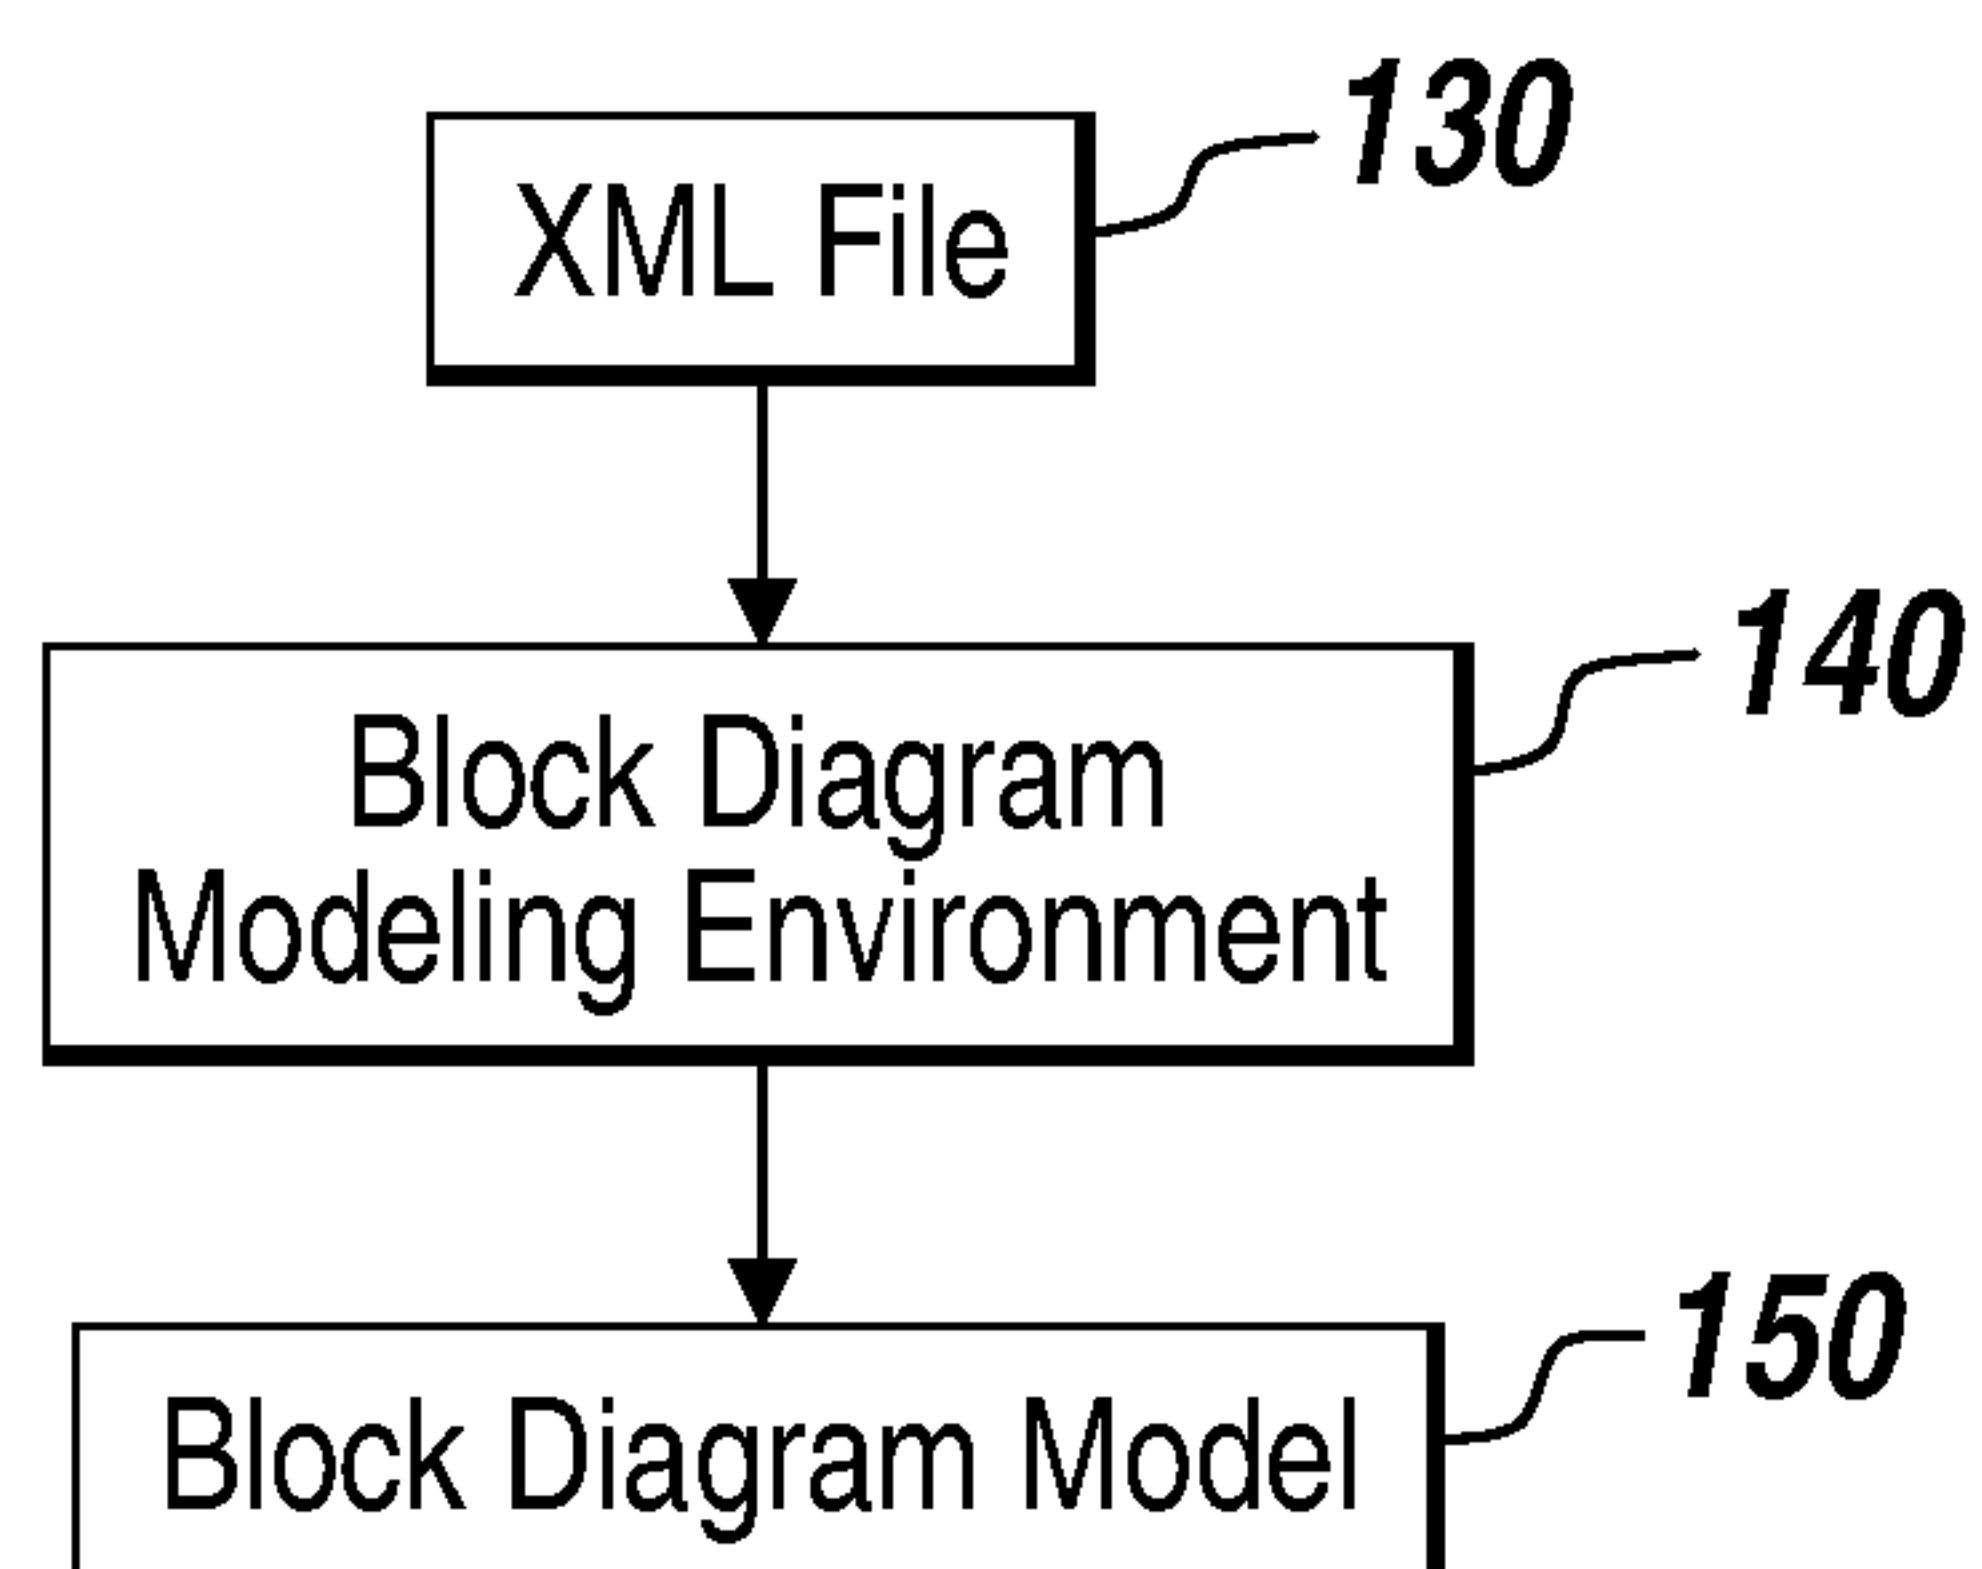 130
XML File
140
Block Diagram
Modeling Environment
150
Block Diagram Model